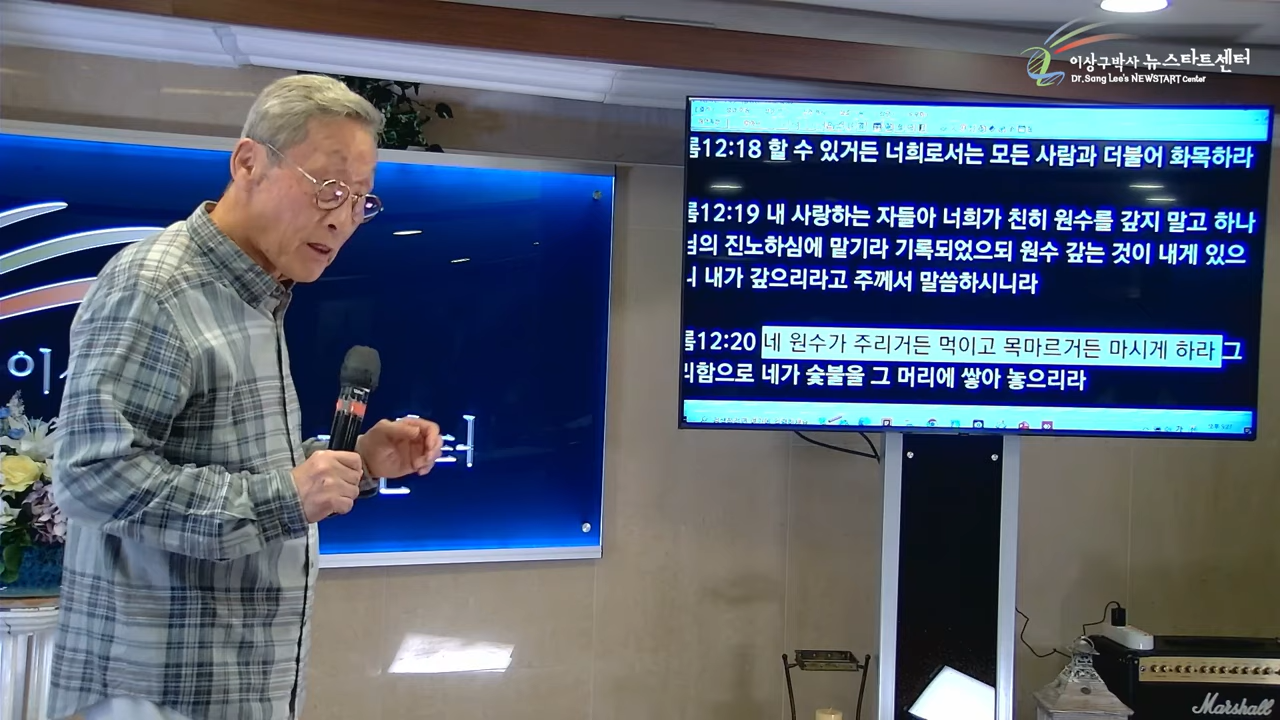 이상구박사 뉴스타트센터
Dr. Sang Lee's NEWSTART Center
롬12:18 할 수 있거든 너희로서는 모든 사람과 더불어 화목하라
롬12:19 내 사랑하는 자들아 너희가 친히 원수를 갚지 말고 하나
님의 진노하심에 맡기라 기록되었으되 원수 갚는 것이 내게 있으
니 내가 갚으리라고 주께서 말씀하시니라
롬12:20 네 원수가 주리거든 먹이고 목마르거든 마시게 하라 그
리함으로 네가 숯불을 그 머리에 쌓아 놓으리라
이
Marshall